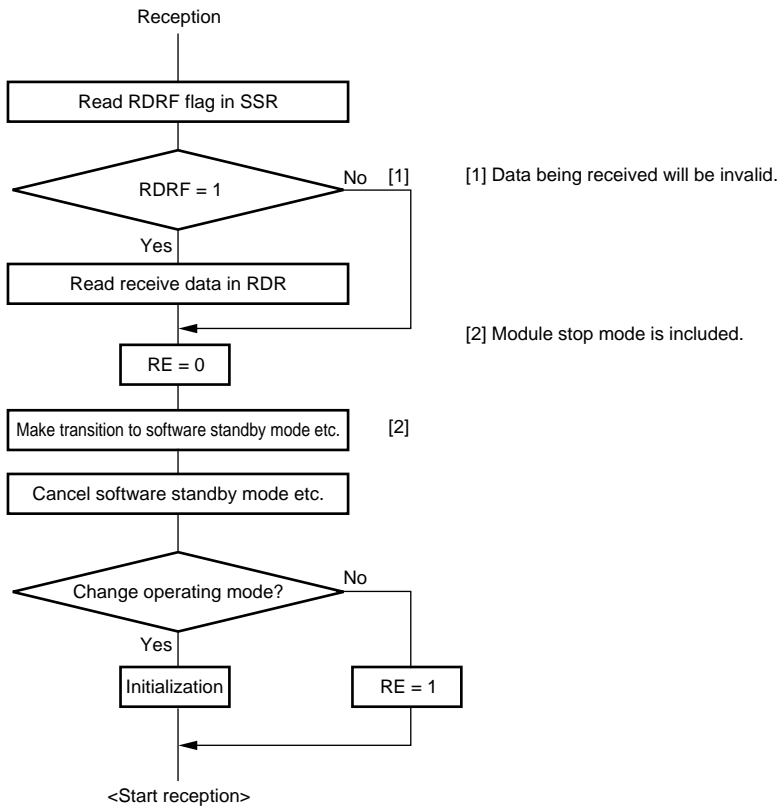 Reception
Read RDRF flag in SSR
RDRF = 1
No [1]
[1] Data being received will be invalid.
Yes
Read receive data in RDR
[2] Module stop mode is included.
RE = 0
Make transition to software standby mode etc.
[2]
Cancel software standby mode etc.
Change operating mode?
No
Yes
Initialization
RE = 1
<Start reception>